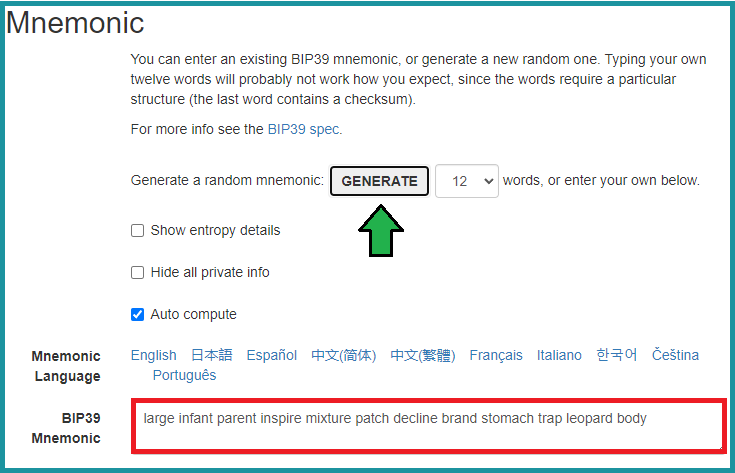 Mnemonic
You can enter an existing BIP39 mnemonic, or generate a new random one. Typing your own
twelve words will probably not work how you expect, since the words require a particular
structure (the last word contains a checksum).
For more info see the BIP39 spec.
Generate a random mnemonic: GENERATE 12 words, or enter your own below.
Show entropy details
Hide all private info
Auto compute
Mnemonic Language English 日本語 Español 中文(简体) 中文(繁體) Français Italiano 한국어 Čeština
Português
BIP39 Mnemonic large infant parent inspire mixture patch decline brand stomach trap leopard body